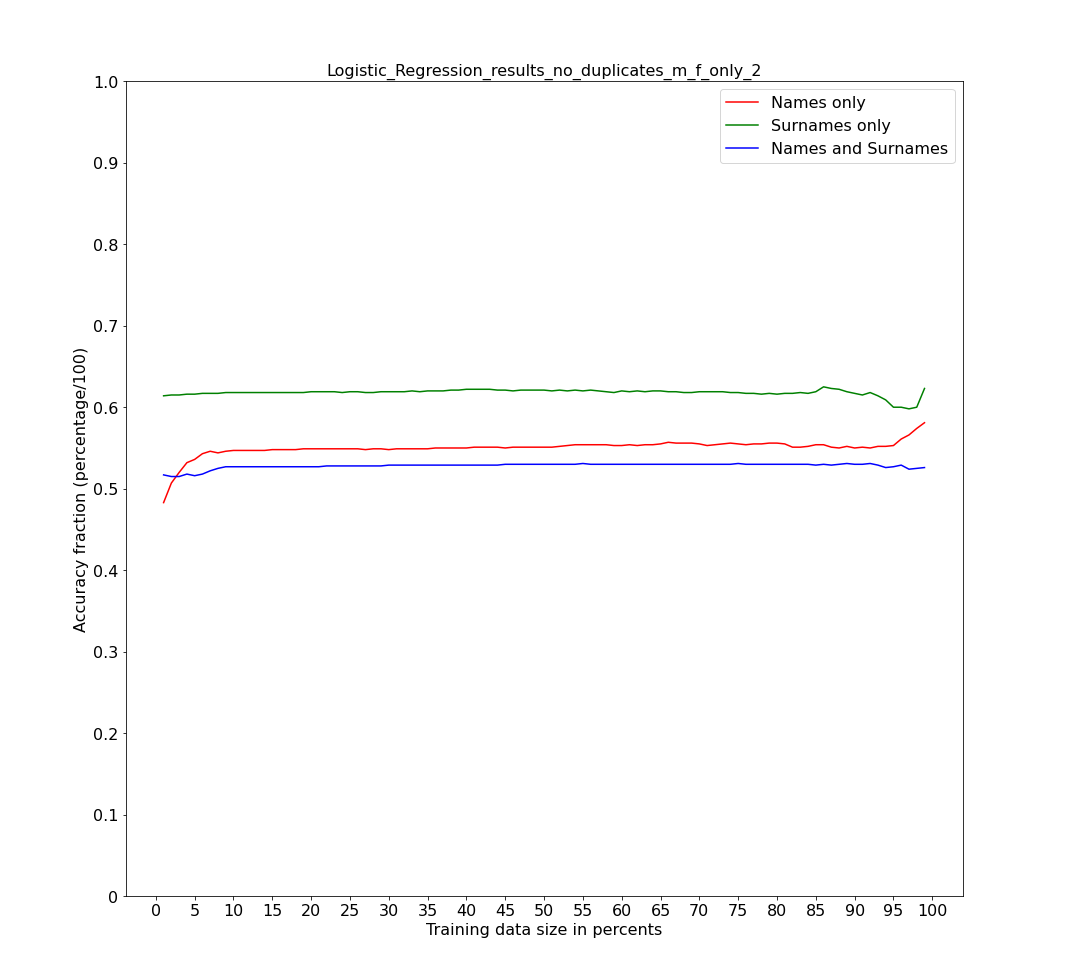 Logistic_Regression_results_no_duplicates_m_f_only_2
1.0
0.9
0.8
0.7
0.6
0.5
0.4
0.3
0.2
0.1
0
Accuracy fraction (percentage/100)
Names only
Surnames only
Names and Surnames
0 5 10 15 20 25 30 35 40 45 50 55 60 65 70 75 80 85 90 95 100
Training data size in percents